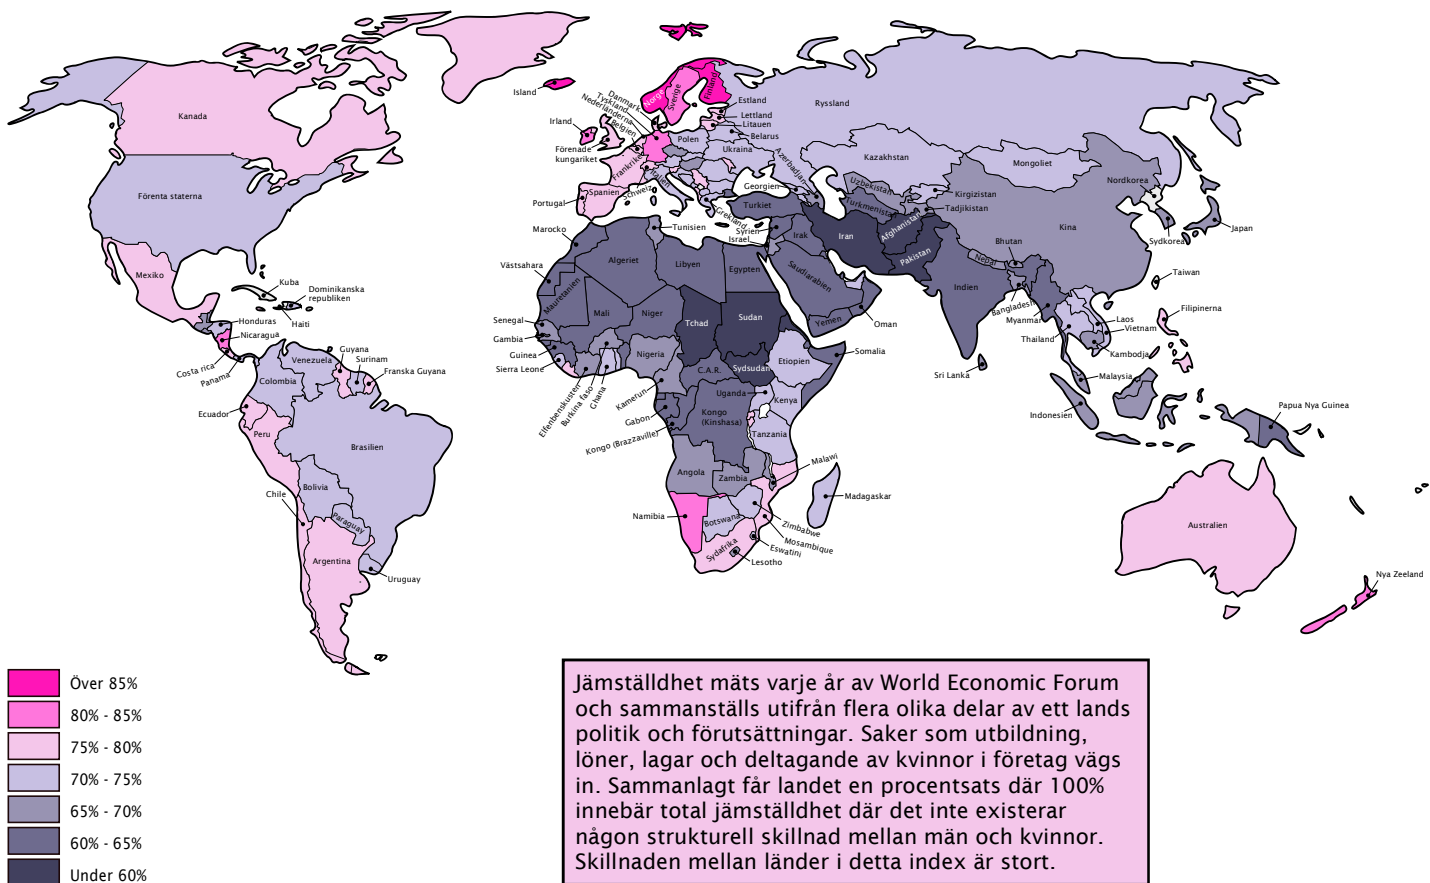 Island
Kanada
Förenta staterna
Mexiko
Kuba
Dominikanska
republiken
Haiti
Honduras
Nicaragua
Costa rica
Panama
Venezuela
Guyana
Surinam
Franska Guyana
Colombia
Ecuador
Peru
Brasilien
Bolivia
Paraguay
Chile
Argentina
Uruguay
Norge
Sverige
Finland
Danmark
Tyskland
Nederländerna
Belgien
Irland
Förenade
kungariket
Estland
Lettland
Litauen
Belarus
Polen
Ukraina
Frankrike
Italien
Schweiz
Spanien
Portugal
Grekland
Ryssland
Kazakhstan
Mongoliet
Azerbadjan
Georgien
Turkiet
Uzbekistan
Turkmenistan
Kirgizistan
Tadjikistan
Afghanistan
Pakistan
Iran
Irak
Syrien
Israel
Saudiarabien
Yemen
Oman
Kina
Nordkorea
Sydkorea
Japan
Taiwan
Bhutan
Nepal
Indien
Bangladesh
Myanmar
Thailand
Laos
Vietnam
Kambodja
Malaysia
Sri Lanka
Indonesien
Filipinerna
Papua Nya Guinea
Australien
Nya Zeeland
Marocko
Tunisien
Västsahara
Algeriet
Libyen
Egypten
Mauretanien
Mali
Niger
Tchad
Sudan
Senegal
Gambia
Guinea
Sierra Leone
Elfenbenskusten
Burkina faso
Ghana
Nigeria
Kamerun
C.A.R.
Sydsudan
Etiopien
Somalia
Uganda
Kenya
Gabon
Kongo (Brazzaville)
Kongo
(Kinshasa)
Tanzania
Angola
Zambia
Malawi
Madagaskar
Namibia
Botswana
Zimbabwe
Mosambique
Eswatini
Sydafrika
Lesotho
Över 85%
80% - 85%
75% - 80%
70% - 75%
65% - 70%
60% - 65%
Under 60%
Jämställdhet mäts varje år av World Economic Forum
och sammanställs utifrån flera olika delar av ett lands
politik och förutsättningar. Saker som utbildning,
löner, lagar och deltagande av kvinnor i företag vägs
in. Sammanlagt får landet en procentsats där 100%
innebär total jämställdhet där det inte existerar
någon strukturell skillnad mellan män och kvinnor.
Skillnaden mellan länder i detta index är stort.